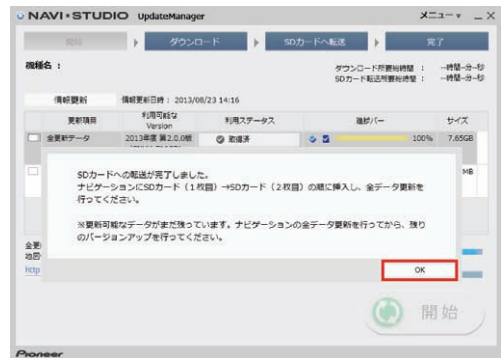 NAVI*STUDIO UpdateManager
メニュー
開始
ダウンロード
SDカードへ転送
完了
機種名 :
ダウンロード所要総時間 : --時間--分--秒
SDカード転送所要総時間 : --時間--分--秒
情報更新
情報更新日時 : 2013/08/23 14:16
更新項目
利用可能な
Version
利用ステータス
進捗バー
サイズ
全更新データ
2013年度 第2.0.0版
取得済
100%
7.65GB
MB
SDカードへの転送が完了しました。
ナビゲーションにSDカード(1枚目)→SDカード(2枚目)の順に挿入し、全データ更新を
行ってください。
※更新可能なデータがまだ残っています。ナビゲーションの全データ更新を行ってから、残り
のバージョンアップを行ってください。
OK
全更
地図
http
開始
Pioneer